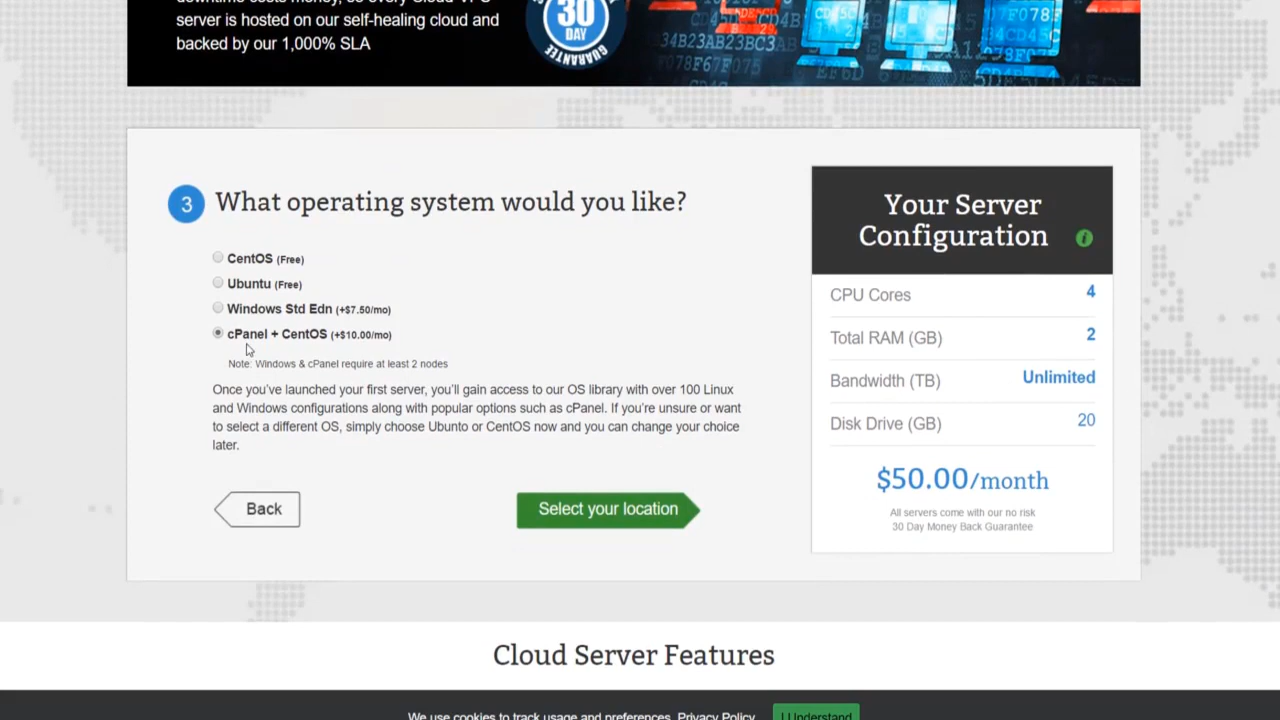 server is hosted on our self-healing cloud and
backed by our 1,000% SLA
30
DAY
GUARANTEE
3
What operating system would you like?
CentOS (Free)
Ubuntu (Free)
Windows Std Edn (+$7.50/mo)
cPanel + CentOS (+$10.00/mo)
Note: Windows & cPanel require at least 2 nodes
Once you've launched your first server, you'll gain access to our OS library with over 100 Linux
and Windows configurations along with popular options such as cPanel. If you're unsure or want
to select a different OS, simply choose Ubunto or CentOS now and you can change your choice
later.
Back
Select your location
Your Server
Configuration
i
CPU Cores
4
Total RAM (GB)
2
Bandwidth (TB)
Unlimited
Disk Drive (GB)
20
$50.00/month
All servers come with our no risk
30 Day Money Back Guarantee
Cloud Server Features
We use cookies to track usage and preferences. Privacy Policy
I Understand